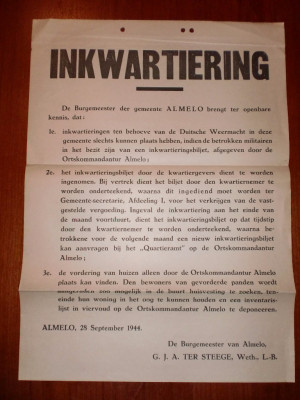 INKWARTIERING
De Burgemeester der gemeente ALMELO brengt ter openbare
kennis, dat:
1e. inkwartieringen ten behoeve van de Duitsche Weermacht in deze
gemeente slechts kunnen plaats hebben, indien de betrokken militairen
in het bezit zijn van een inkwartieringsbiljet, afgegeven door de
Ortskommandantur Almelo;
2e. het inkwartieringsbiljet door de kwartiergevers dient te worden
ingenomen. Bij vertrek dient het biljet door den kwartiernemer te
worden onderteekend, waarna dit ingediend moet worden ter
Gemeente-secretarie, Afdeeling I, voor het verkrijgen van de vast-
gestelde vergoeding. Ingeval de inkwartiering aan het einde van
de maand voortduurt, dient het inkwartieringsbiljet op dat tijdstip
door den kwartiernemer te worden onderteekend, waarna be-
trokkene voor de volgende maand een nieuw inkwartieringsbiljet
kan aanvragen bij het „Quartieramt" op de Ortskommandantur
Almelo;
3e. de vordering van huizen alleen door de Ortskommandantur Almelo
plaats kan vinden. Den bewoners van gevorderde panden wordt
aangeraden zoo mogelijk in de buurt huisvesting te zoeken, ten-
einde hun woning in het oog te kunnen houden en een inventaris-
lijst in viervoud op de Ortskommandantur Almelo te deponeeren.
ALMELO, 28 September 1944.
De Burgemeester van Almelo,
G. J. A. TER STEEGE, Weth., L.-B.